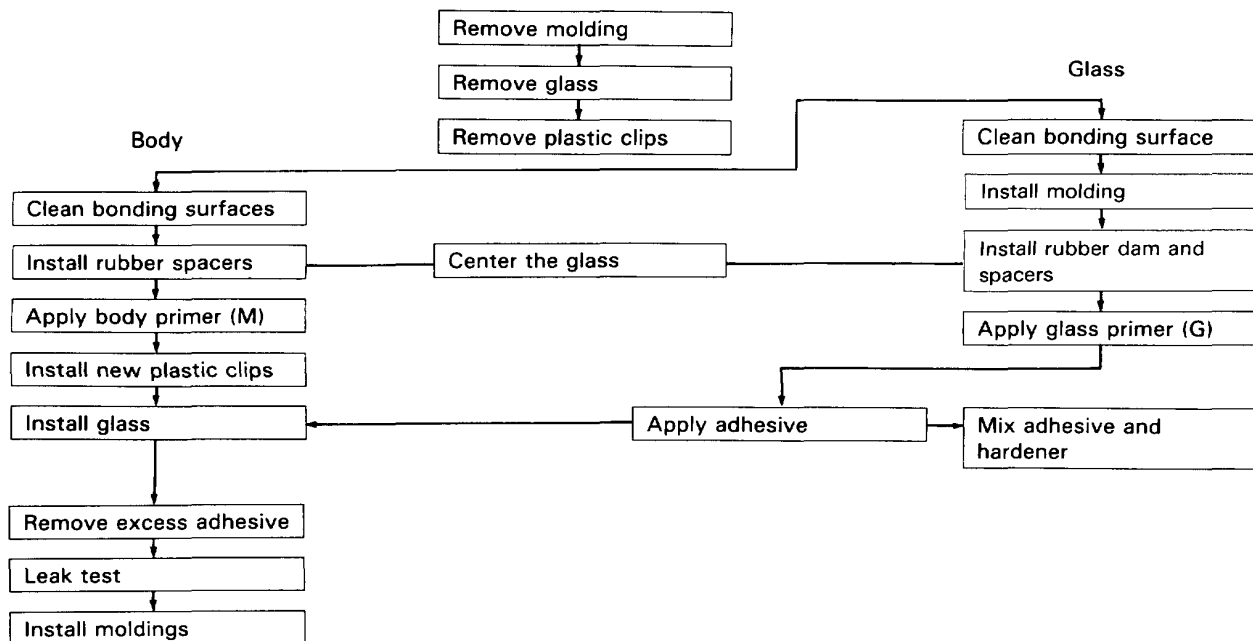 Remove molding
Remove glass
Remove plastic clips
Body
Clean bonding surfaces
Install rubber spacers
Apply body primer (M)
Install new plastic clips
Install glass
Remove excess adhesive
Leak test
Install moldings
Center the glass
Glass
Clean bonding surface
Install molding
Install rubber dam and
spacers
Apply glass primer (G)
Apply adhesive
Mix adhesive and
hardener